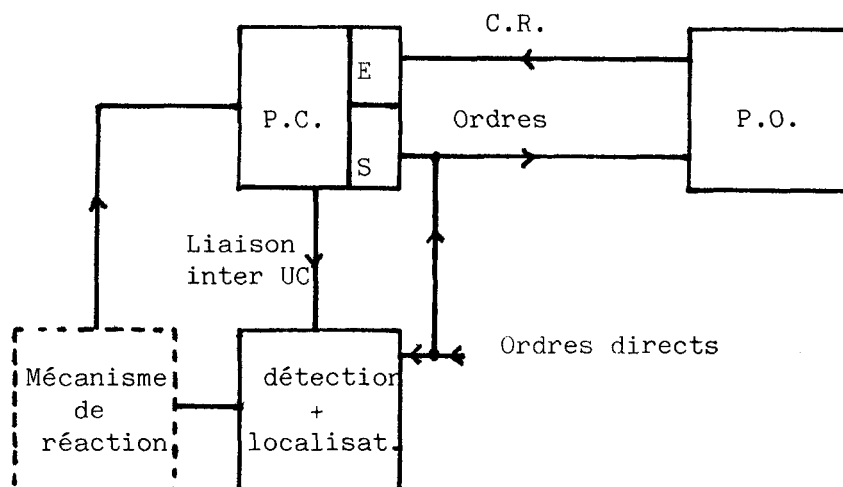 C.R.
E
P.C.
Ordres
P.O.
S
Liaison
inter UC
Ordres directs
Mécanisme
de
réaction
détection
+
localisat.